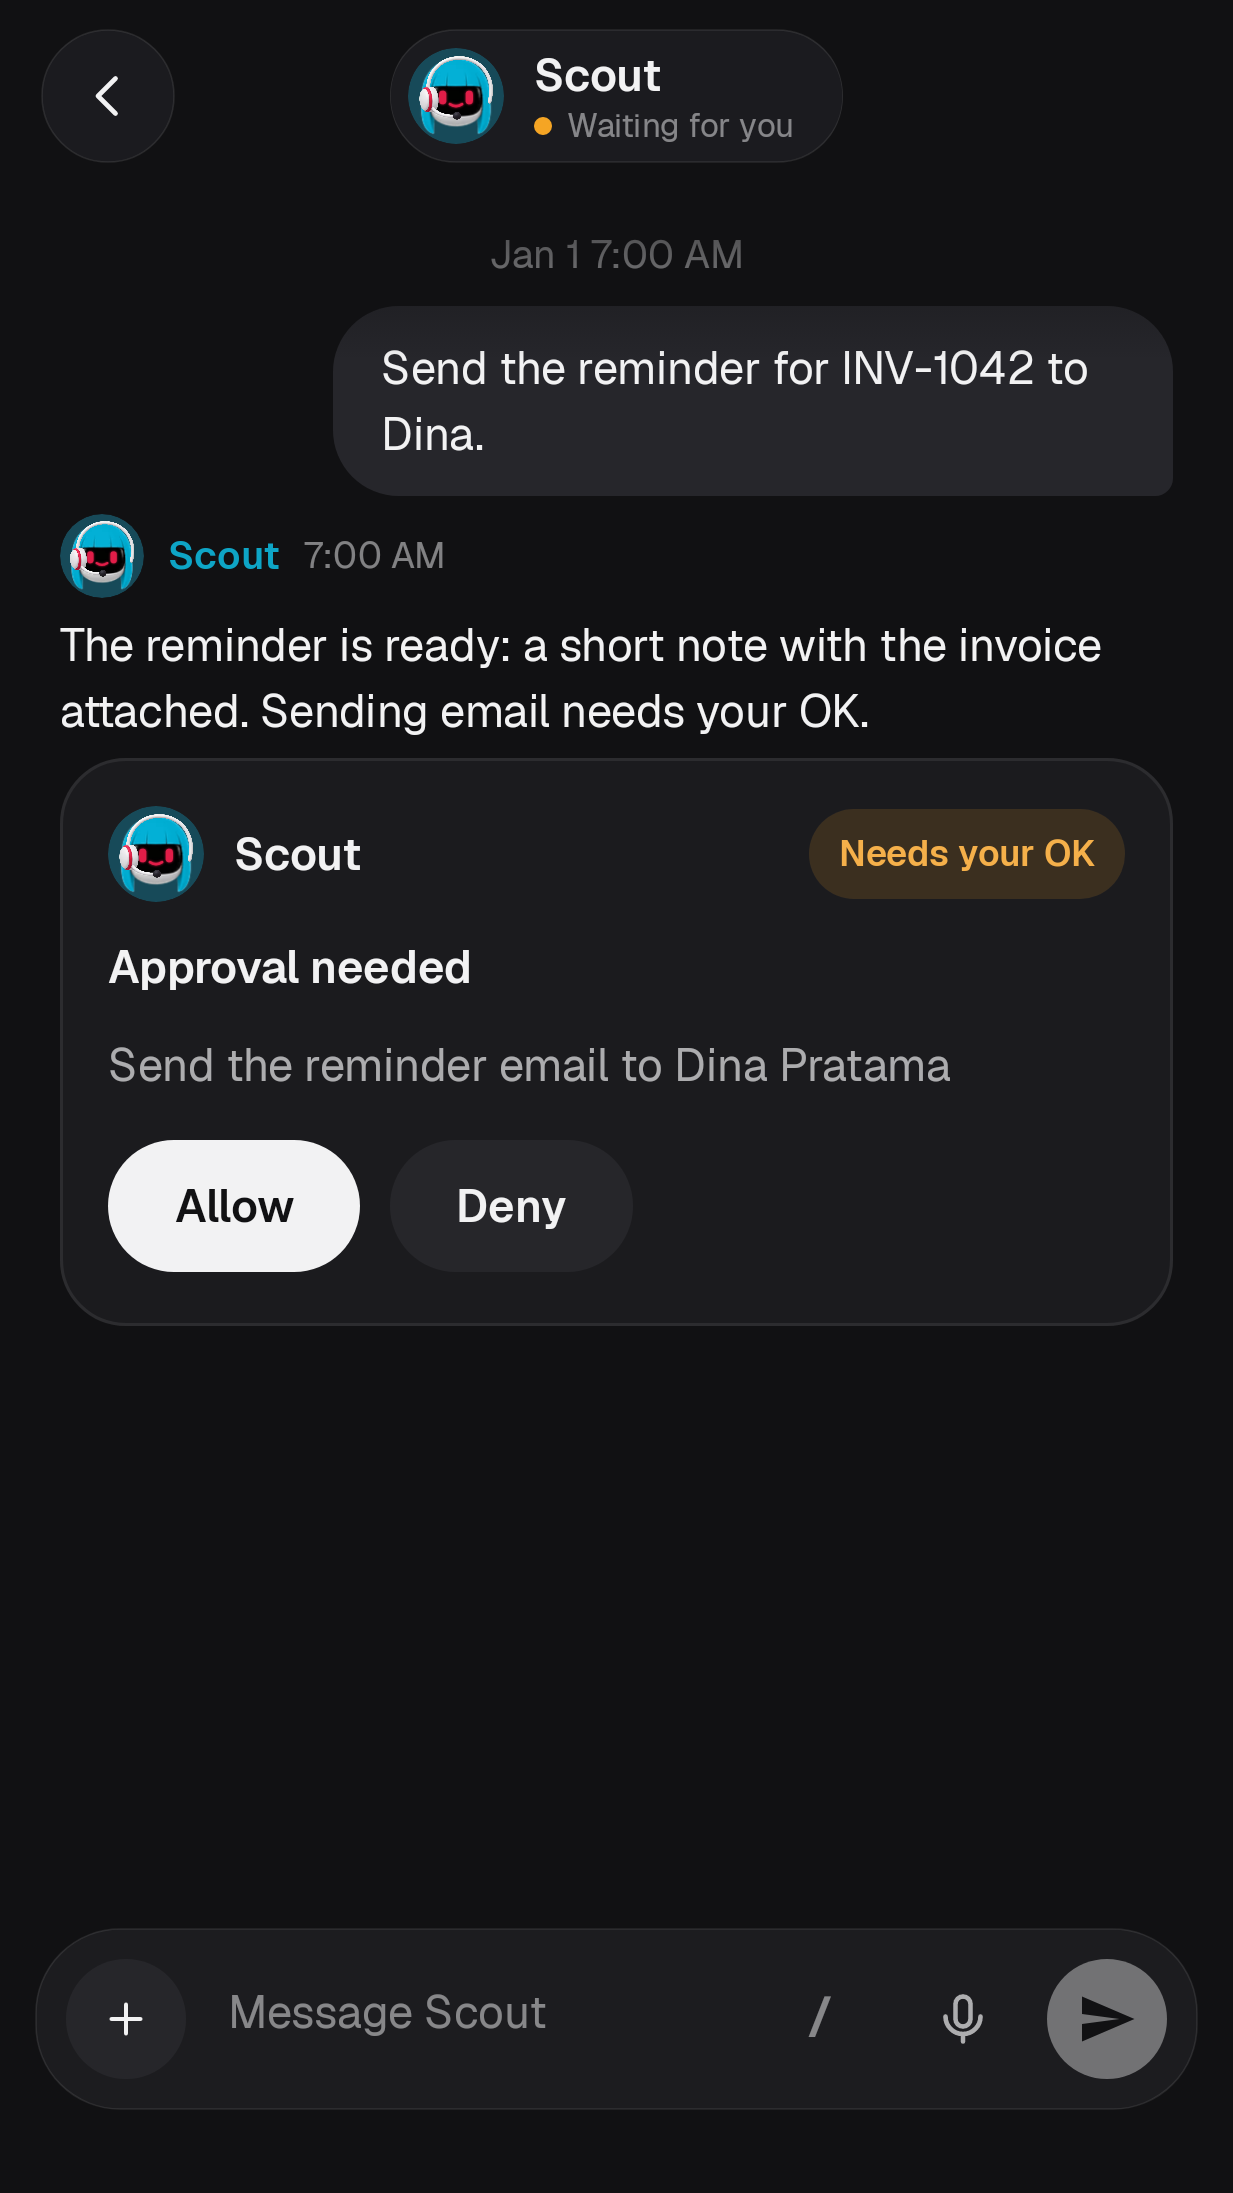 Scout
Waiting for you
Jan 1 7:00 AM
Send the reminder for INV-1042 to
Dina.
Scout 7:00 AM
The reminder is ready: a short note with the invoice
attached. Sending email needs your OK.
Scout
Needs your OK
Approval needed
Send the reminder email to Dina Pratama
Allow
Deny
Message Scout
/